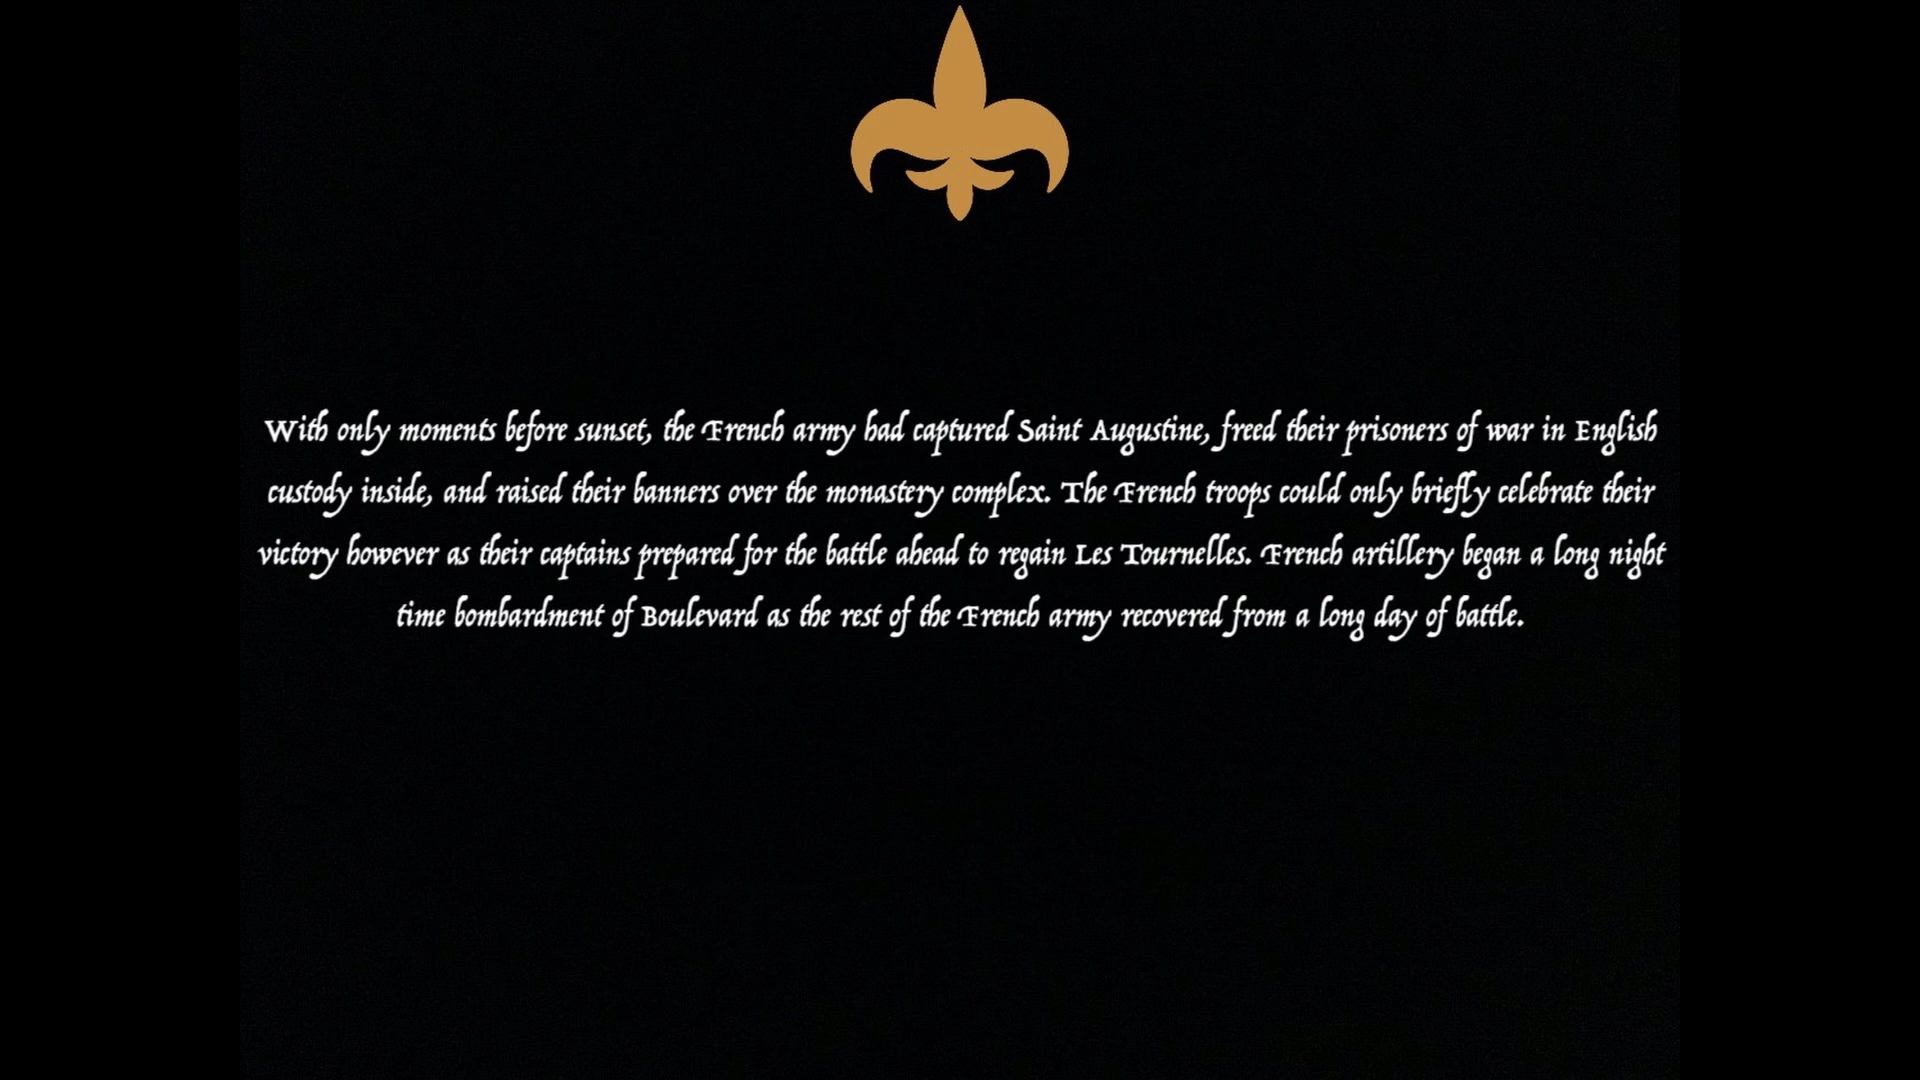 With only moments before sunset, the French army had captured Saint Augustine, freed their prisoners of war in English
custody inside, and raised their banners over the monastery complex. The French troops could only briefly celebrate their
victory however as their captains prepared for the battle ahead to regain Les Tournelles. French artillery began a long night
time bombardment of Boulevard as the rest of the French army recovered from a long day of battle.